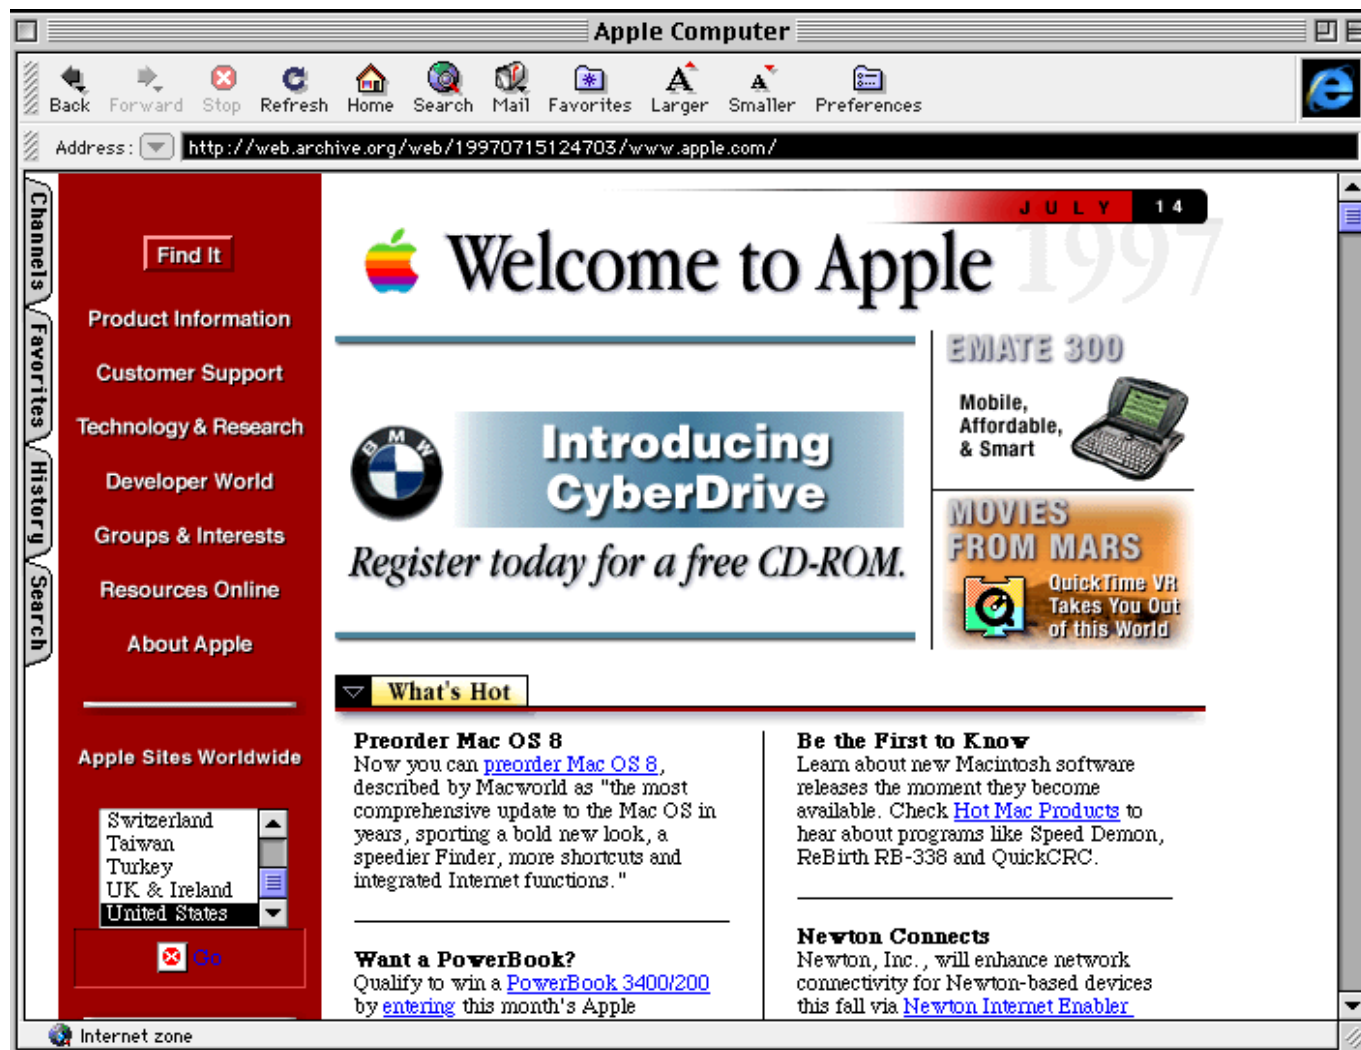 Apple Computer
Back Forward Stop Refresh Home Search Mail Favorites Larger Smaller Preferences
Address: http://web.archive.org/web/19970715124703/www.apple.com/
Channels
Favorites
History
Search
Find It
Product Information
Customer Support
Technology & Research
Developer World
Groups & Interests
Resources Online
About Apple
Apple Sites Worldwide
Switzerland
Taiwan
Turkey
UK & Ireland
United States
Go
JULY 14
1997
Welcome to Apple
BMW
Introducing
CyberDrive
Register today for a free CD-ROM.
EMATE 300
Mobile,
Affordable,
& Smart
MOVIES
FROM MARS
QuickTime VR
Takes You Out
of this World
What's Hot
Preorder Mac OS 8
Now you can preorder Mac OS 8,
described by Macworld as "the most
comprehensive update to the Mac OS in
years, sporting a bold new look, a
speedier Finder, more shortcuts and
integrated Internet functions."
Want a PowerBook?
Qualify to win a PowerBook 3400/200
by entering this month's Apple
Be the First to Know
Learn about new Macintosh software
releases the moment they become
available. Check Hot Mac Products to
hear about programs like Speed Demon,
ReBirth RB-338 and QuickCRC.
Newton Connects
Newton, Inc., will enhance network
connectivity for Newton-based devices
this fall via Newton Internet Enabler
Internet zone